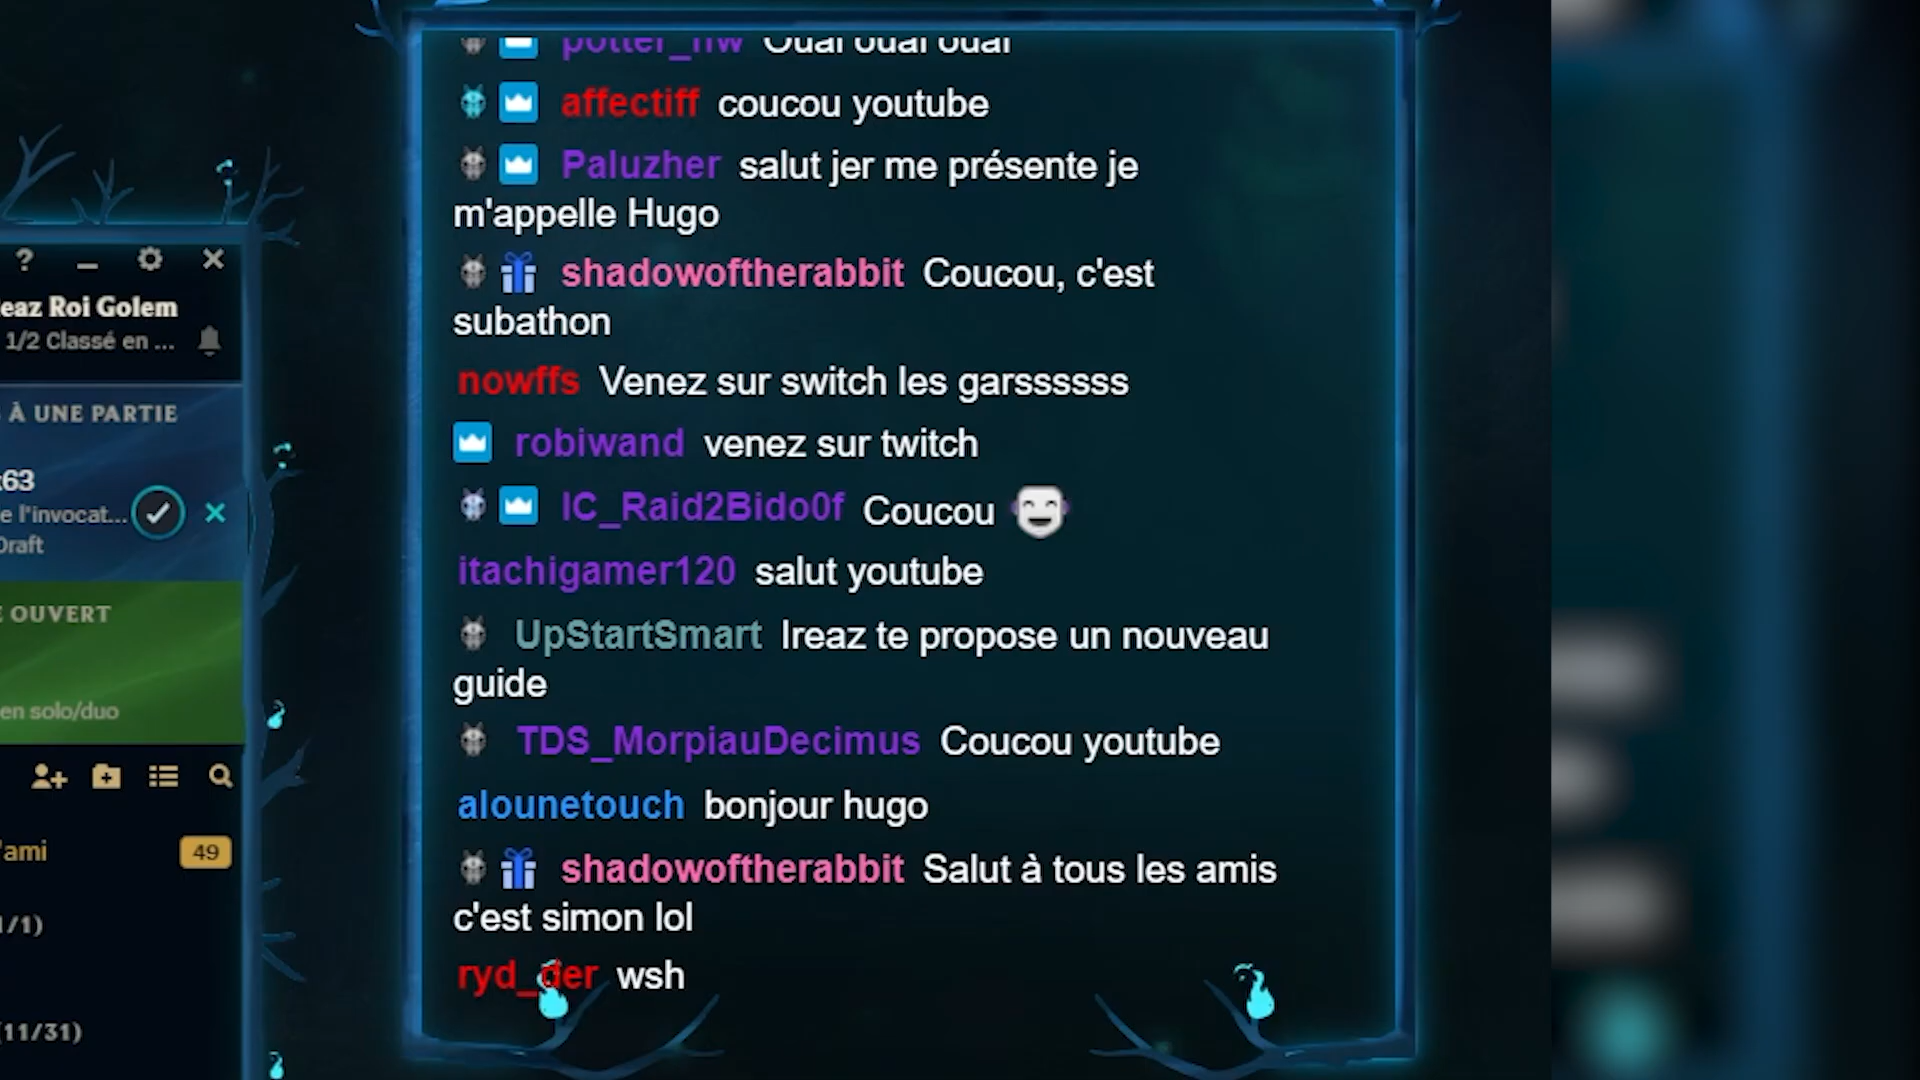 Ouai ouai ouai
affectiff coucou youtube
Paluzher salut jer me présente je
m'appelle Hugo
shadowoftherabbit Coucou, c'est
subathon
nowffs Venez sur switch les garssssss
robiwand venez sur twitch
IC_Raid2Bido0f Coucou
itachigamer120 salut youtube
UpStartSmart Ireaz te propose un nouveau
guide
TDS_MorpiauDecimus Coucou youtube
alounetouch bonjour hugo
shadowoftherabbit Salut à tous les amis
c'est simon lol
ryd_der wsh
?
eaz Roi Golem
1/2 Classé en ...
À UNE PARTIE
63
e l'invocat...
Draft
E OUVERT
en solo/duo
'ami
49
/1)
(11/31)